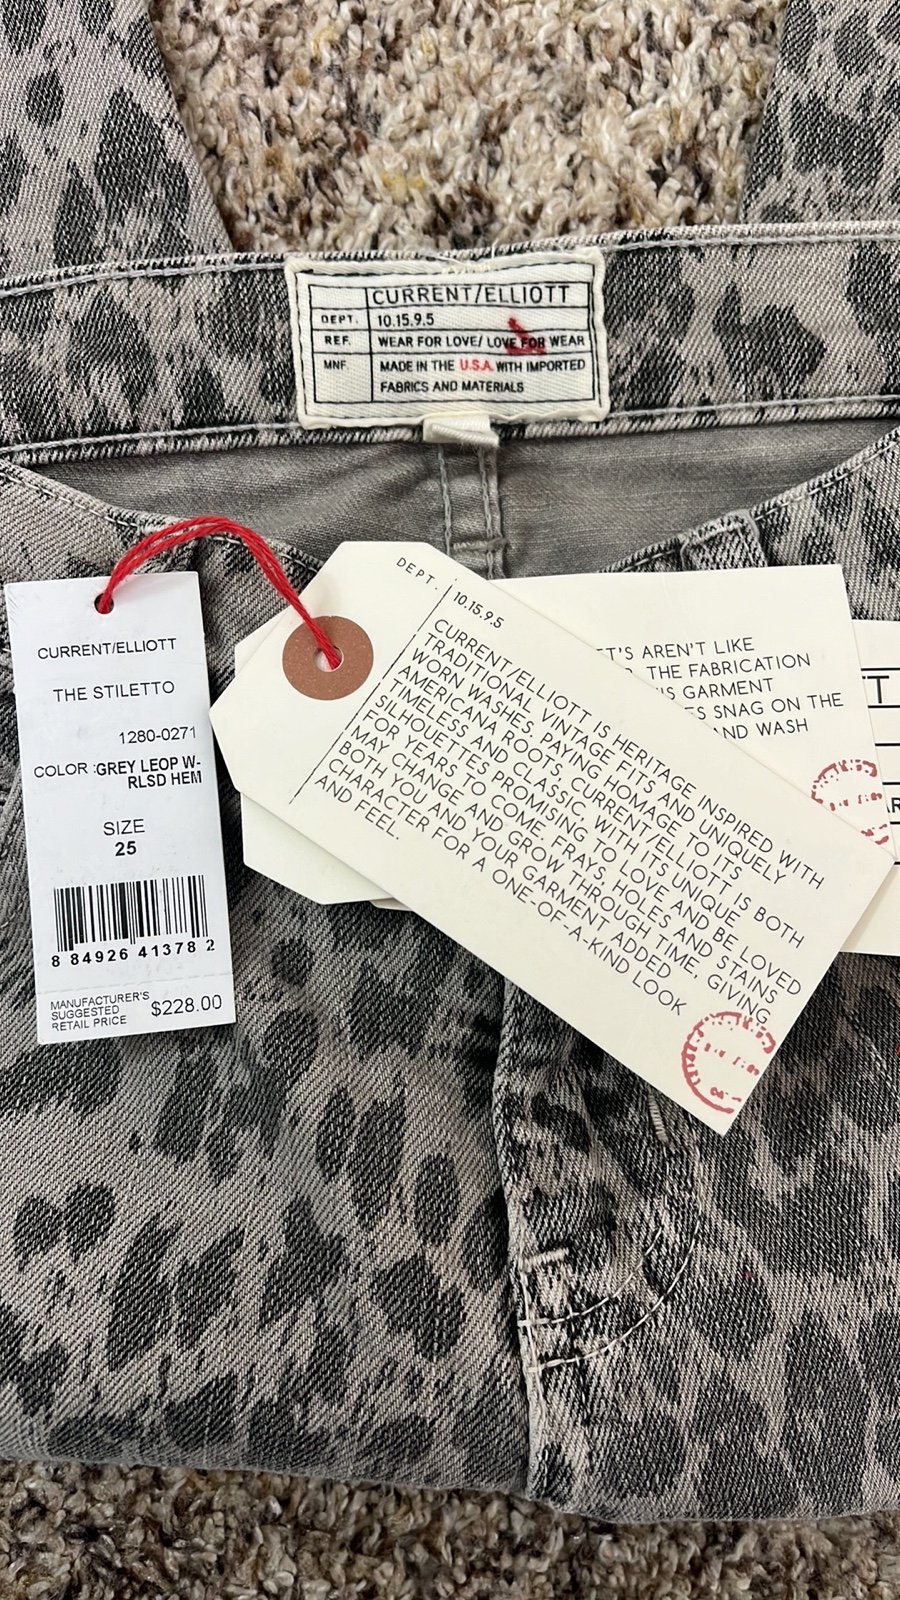 CURRENT/ELLIOTT
DEPT. 10.15.9.5
REF. WEAR FOR LOVE/ LOVE FOR WEAR
MNF. MADE IN THE U.S.A. WITH IMPORTED
FABRICS AND MATERIALS
CURRENT/ELLIOTT
THE STILETTO
1280-0271
COLOR :GREY LEOP W-
RLSD HEM
SIZE
25
8 84926 41378 2
MANUFACTURER'S
SUGGESTED
RETAIL PRICE
$228.00
DEPT. 10.15.9.5
CURRENT/ELLIOTT IS HERITAGE INSPIRED WITH
TRADITIONAL VINTAGE FITS AND UNIQUELY
WORN WASHES, PAYING HOMAGE TO ITS
AMERICANA ROOTS, CURRENT/ELLIOTT IS BOTH
TIMELESS AND CLASSIC, WITH ITS UNIQUE
SILHOUETTES PROMISING TO LOVE AND BE LOVED
FOR YEARS TO COME. FRAYS, HOLES AND STAINS
MAY CHANGE AND GROW THROUGH TIME, GIVING
BOTH YOU AND YOUR GARMENT ADDED
CHARACTER FOR A ONE-OF-A-KIND LOOK
AND FEEL.
AREN'T LIKE
THE FABRICATION
GARMENT
SNAG ON THE
AND WASH